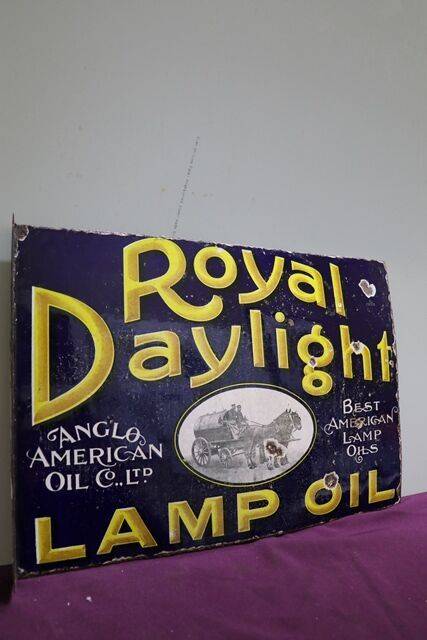 Royal
Daylight
ANGLO
AMERICAN
OIL CO., LTD
BEST
AMERICAN
LAMP
OILS
LAMP OIL